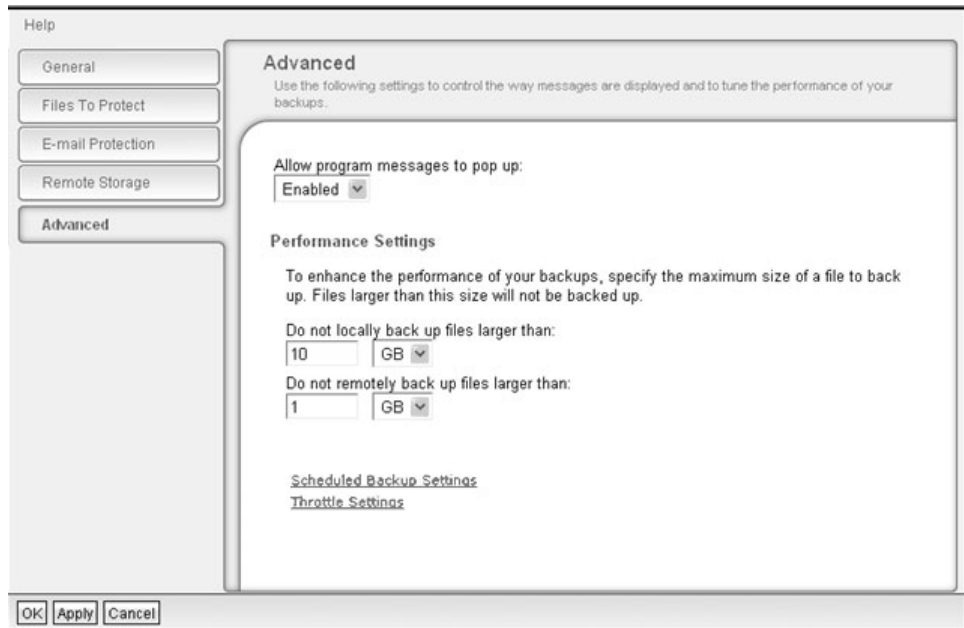 Help
General
Files To Protect
E-mail Protection
Remote Storage
Advanced
Advanced
Use the following settings to control the way messages are displayed and to tune the performance of your
backups.
Allow program messages to pop up:
Enabled
Performance Settings
To enhance the performance of your backups, specify the maximum size of a file to back
up. Files larger than this size will not be backed up.
Do not locally back up files larger than:
10 GB
Do not remotely back up files larger than:
1 GB
Scheduled Backup Settings
Throttle Settings
OK Apply Cancel